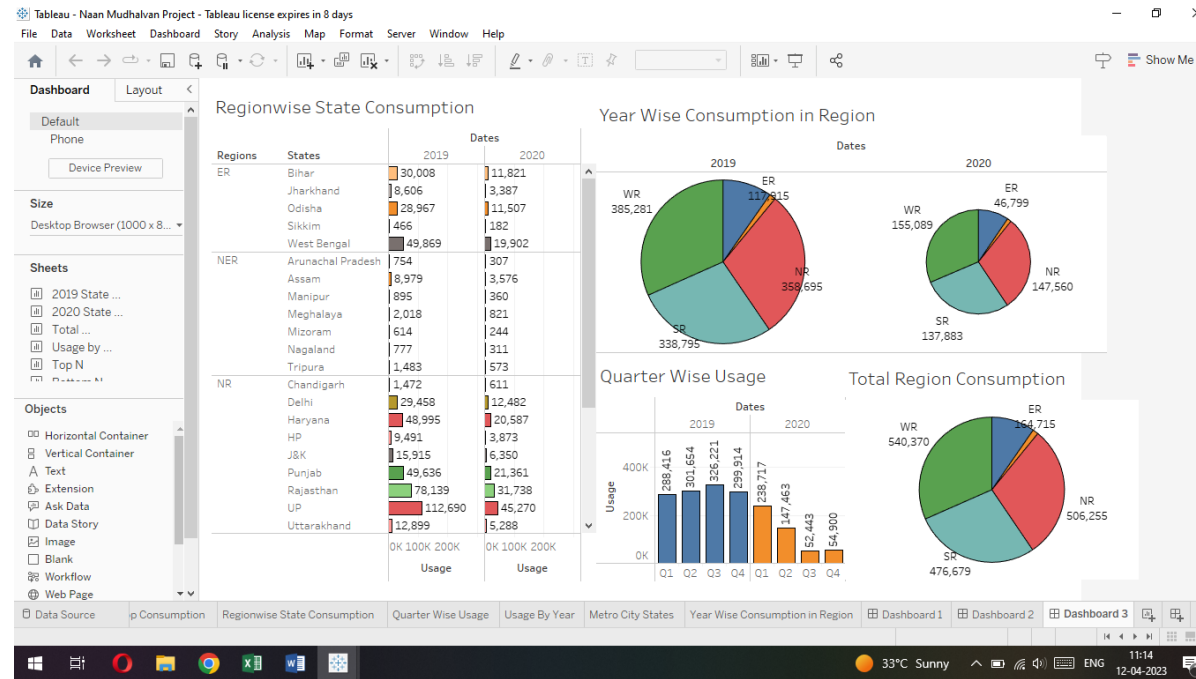 Tableau - Naan Mudhalvan Project - Tableau license expires in 8 days
File Data Worksheet Dashboard Story Analysis Map Format Server Window Help
Show Me
Dashboard Layout
Default
Phone
Device Preview
Size
Desktop Browser (1000 x 8...
Sheets
2019 State ...
2020 State ...
Total ...
Usage by ...
Top N
Bottom N
Objects
Horizontal Container
Vertical Container
Text
Extension
Ask Data
Data Story
Image
Blank
Workflow
Web Page
Regionwise State Consumption
Dates
Regions States 2019 2020
ER Bihar 30,008 11,821
Jharkhand 8,606 3,387
Odisha 28,967 11,507
Sikkim 466 182
West Bengal 49,869 19,902
NER Arunachal Pradesh 754 307
Assam 8,979 3,576
Manipur 895 360
Meghalaya 2,018 821
Mizoram 614 244
Nagaland 777 311
Tripura 1,483 573
NR Chandigarh 1,472 611
Delhi 29,458 12,482
Haryana 48,995 20,587
HP 9,491 3,873
J&K 15,915 6,350
Punjab 49,636 21,361
Rajasthan 78,139 31,738
UP 112,690 45,270
Uttarakhand 12,899 5,288
0K 100K 200K 0K 100K 200K
Usage Usage
Year Wise Consumption in Region
Dates
2019 2020
ER
117,915
WR
385,281
NR
358,695
SR
338,795
ER
46,799
WR
155,089
NR
147,560
SR
137,883
Quarter Wise Usage
Dates
2019 2020
Usage
400K
200K
0K
288,416 301,654 326,221 299,914 238,717 147,463 52,443 54,900
Q1 Q2 Q3 Q4 Q1 Q2 Q3 Q4
Total Region Consumption
ER
164,715
WR
540,370
NR
506,255
SR
476,679
Data Source p Consumption Regionwise State Consumption Quarter Wise Usage Usage By Year Metro City States Year Wise Consumption in Region Dashboard 1 Dashboard 2 Dashboard 3
33°C Sunny ENG 11:14
12-04-2023